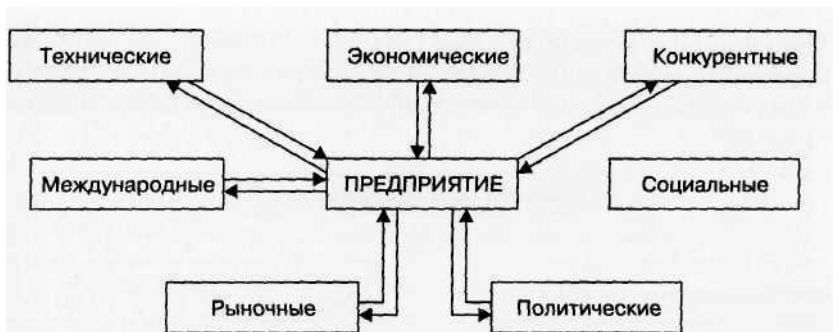 Технические
Экономические
Конкурентные
Международные
ПРЕДПРИЯТИЕ
Социальные
Рыночные
Политические